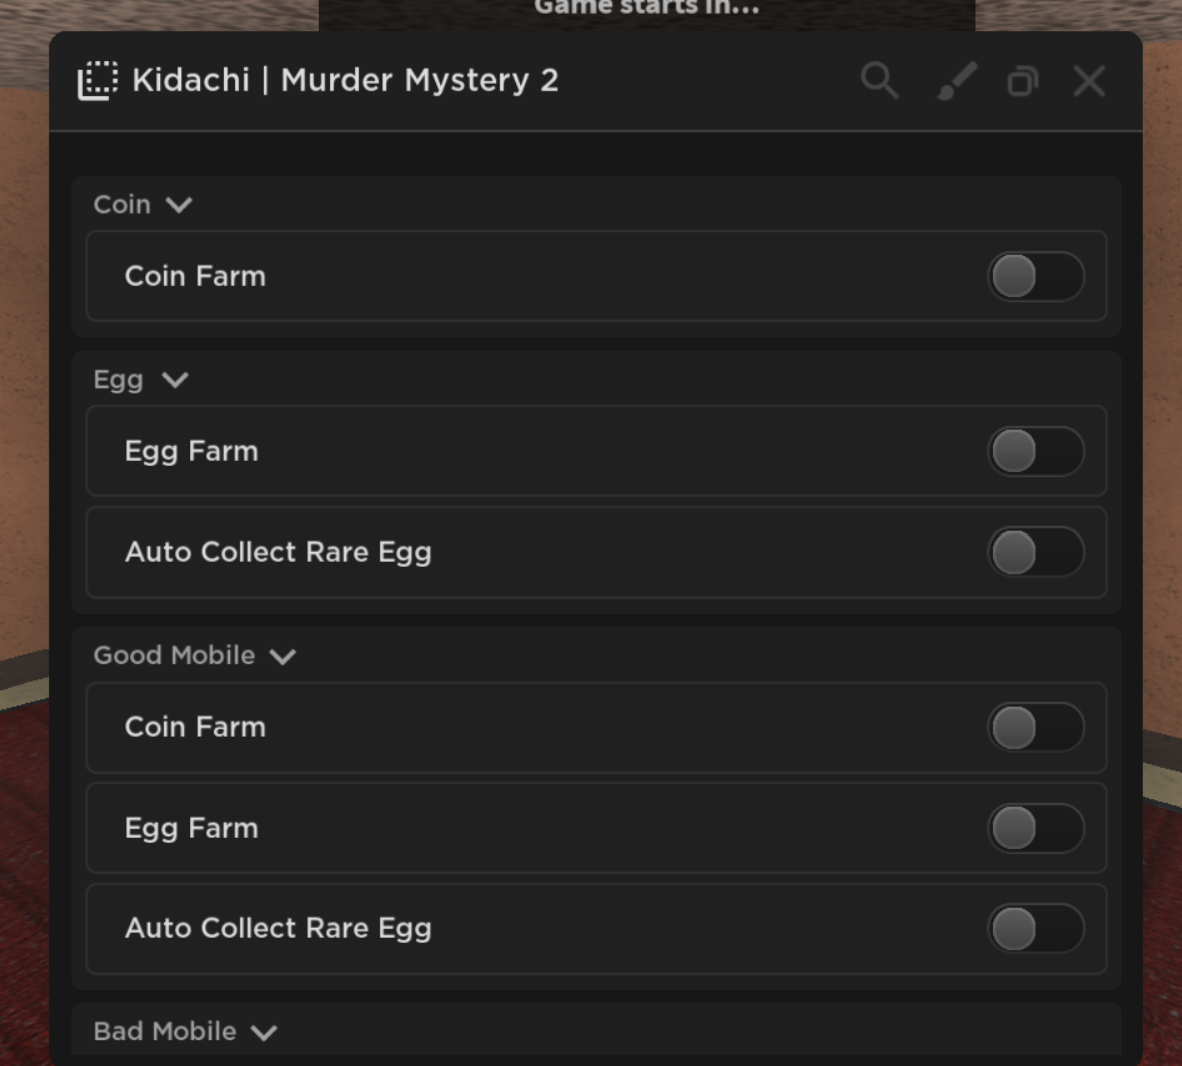 Game starts in...
Kidachi | Murder Mystery 2
Coin
Coin Farm
Egg
Egg Farm
Auto Collect Rare Egg
Good Mobile
Coin Farm
Egg Farm
Auto Collect Rare Egg
Bad Mobile